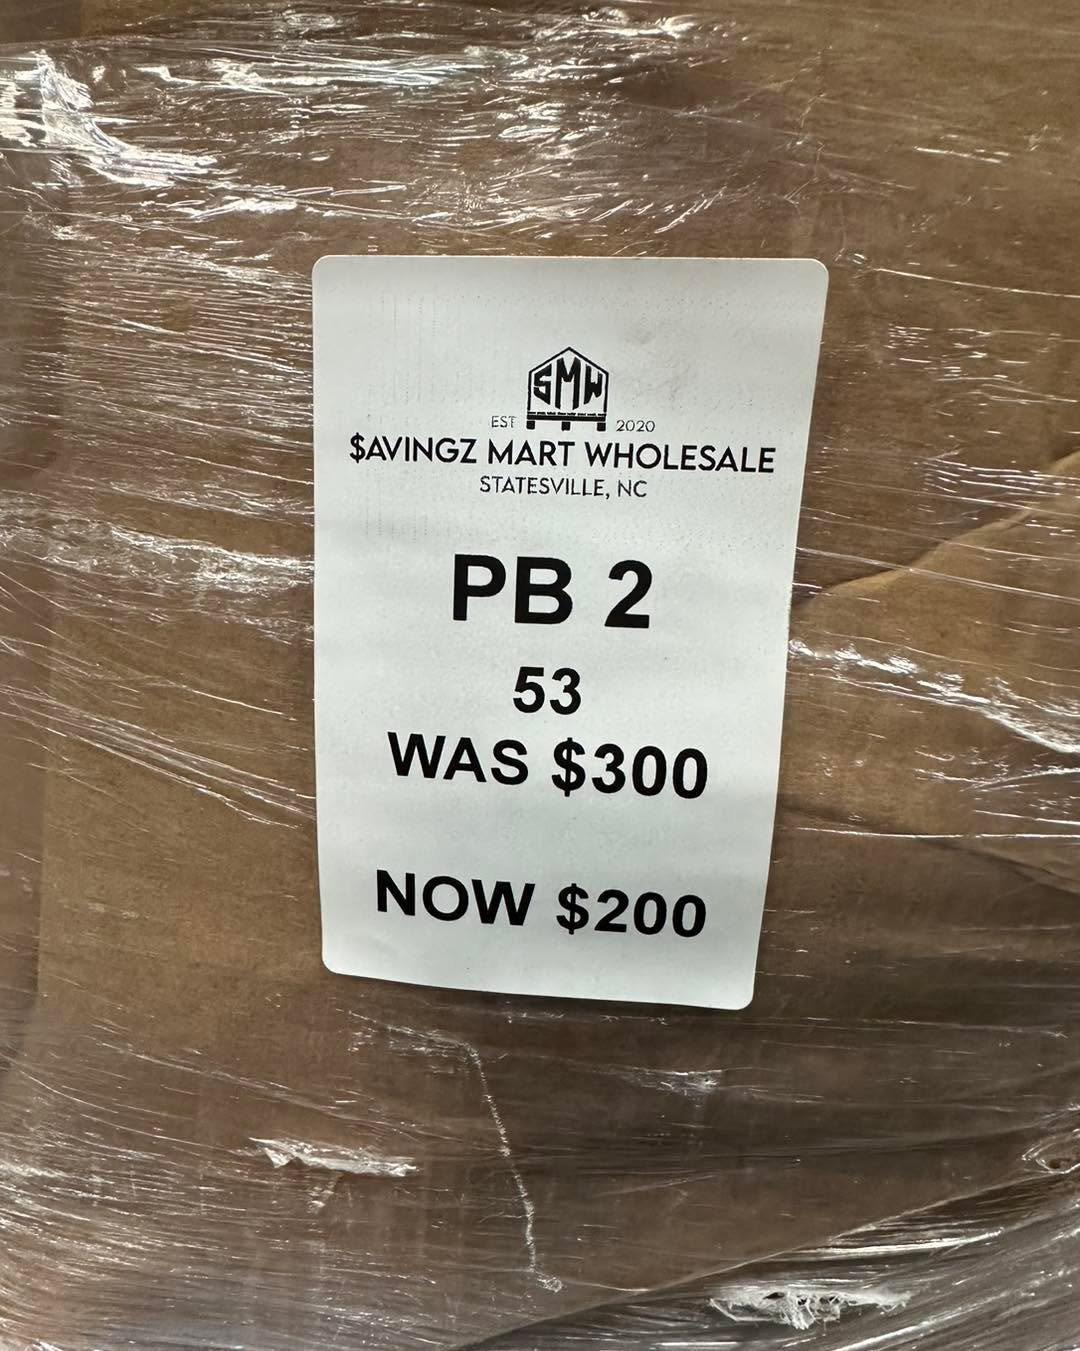 SMW
EST 2020
$AVINGZ MART WHOLESALE
STATESVILLE, NC
PB 2
53
WAS $300
NOW $200